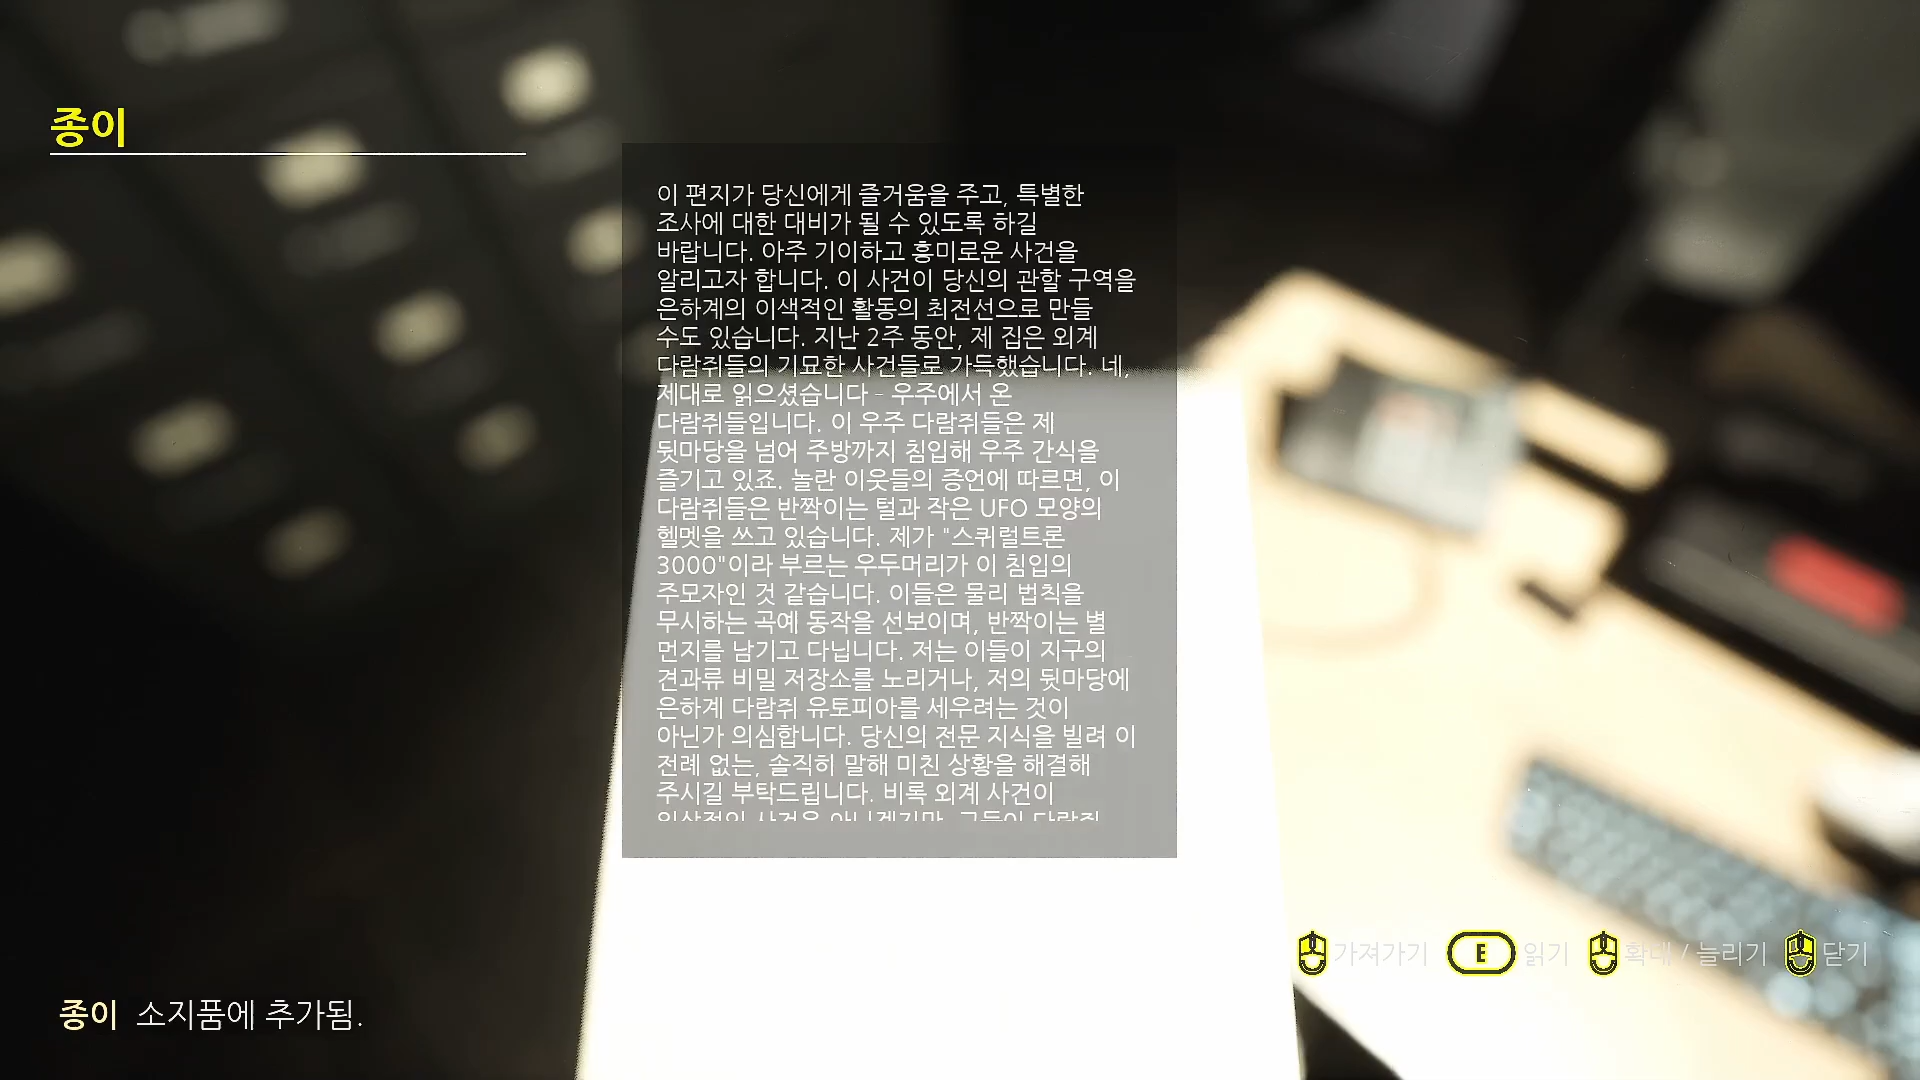 종이
이 편지가 당신에게 즐거움을 주고, 특별한
조사에 대한 대비가 될 수 있도록 하길
바랍니다. 아주 기이하고 흥미로운 사건을
알리고자 합니다. 이 사건이 당신의 관할 구역을
은하계의 이색적인 활동의 최전선으로 만들
수도 있습니다. 지난 2주 동안, 제 집은 외계
다람쥐들의 기묘한 사건들로 가득했습니다. 네,
제대로 읽으셨습니다 - 우주에서 온
다람쥐들입니다. 이 우주 다람쥐들은 제
뒷마당을 넘어 주방까지 침입해 우주 간식을
즐기고 있죠. 놀란 이웃들의 증언에 따르면, 이
다람쥐들은 반짝이는 털과 작은 UFO 모양의
헬멧을 쓰고 있습니다. 제가 "스퀴럴트론
3000"이라 부르는 우두머리가 이 침입의
주모자인 것 같습니다. 이들은 물리 법칙을
무시하는 곡예 동작을 선보이며, 반짝이는 별
먼지를 남기고 다닙니다. 저는 이들이 지구의
견과류 비밀 저장소를 노리거나, 저의 뒷마당에
은하계 다람쥐 유토피아를 세우려는 것이
아닌가 의심합니다. 당신의 전문 지식을 빌려 이
전례 없는, 솔직히 말해 미친 상황을 해결해
주시길 부탁드립니다. 비록 외계 사건이
가져가기 E 읽기 확대 / 늘리기 닫기
종이 소지품에 추가됨.